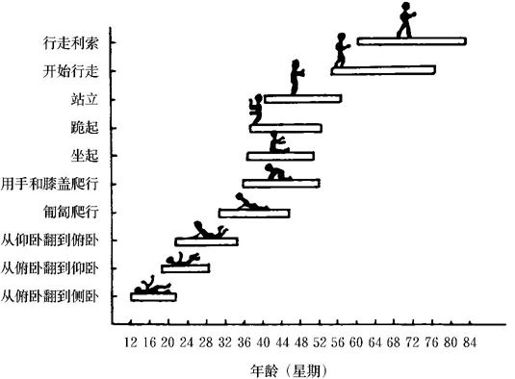 行走利索
开始行走
站立
跪起
坐起
用手和膝盖爬行
匍匐爬行
从仰卧翻到俯卧
从俯卧翻到仰卧
从俯卧翻到侧卧
12 16 20 24 28 32 36 40 44 48 52 56 60 64 68 72 76 80 84
年龄（星期）